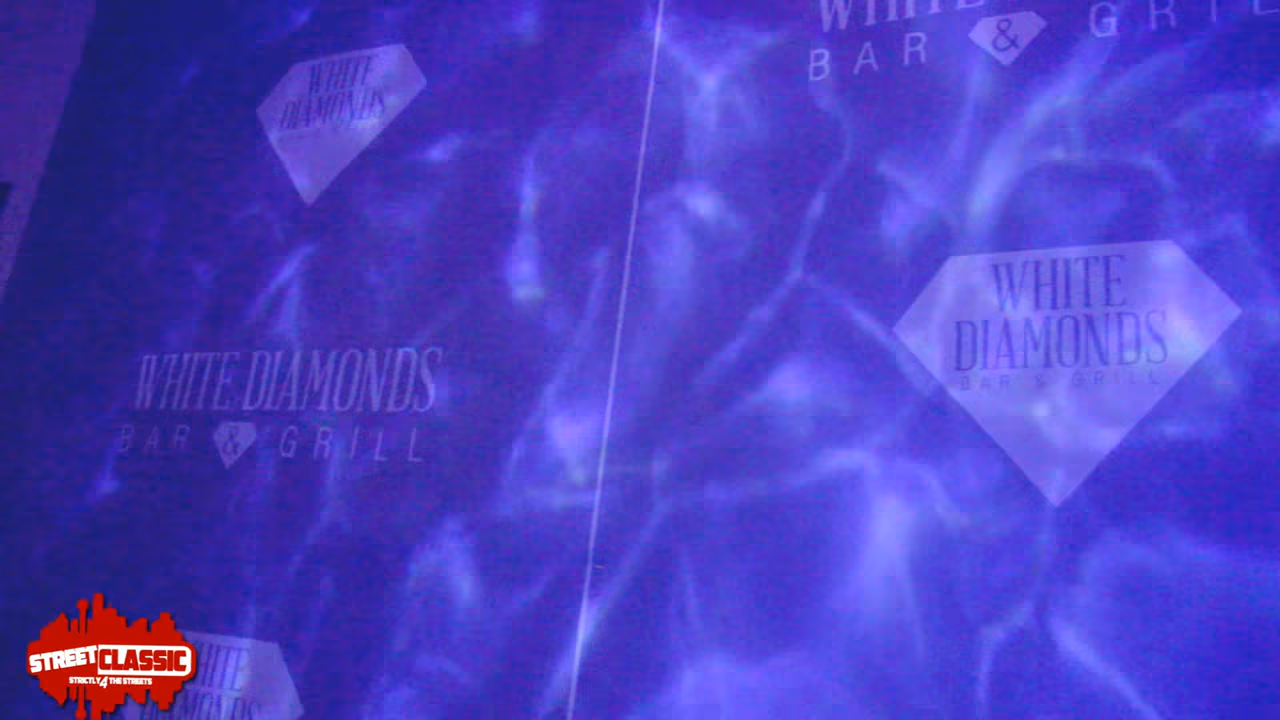 WHITE
BAR & GRILL
WHITE
DIAMONDS
WHITE
DIAMONDS
BAR & GRILL
WHITE DIAMONDS
BAR & GRILL
WHITE
DIAMONDS
STREET CLASSIC
STRICTLY 4 THE STREETS